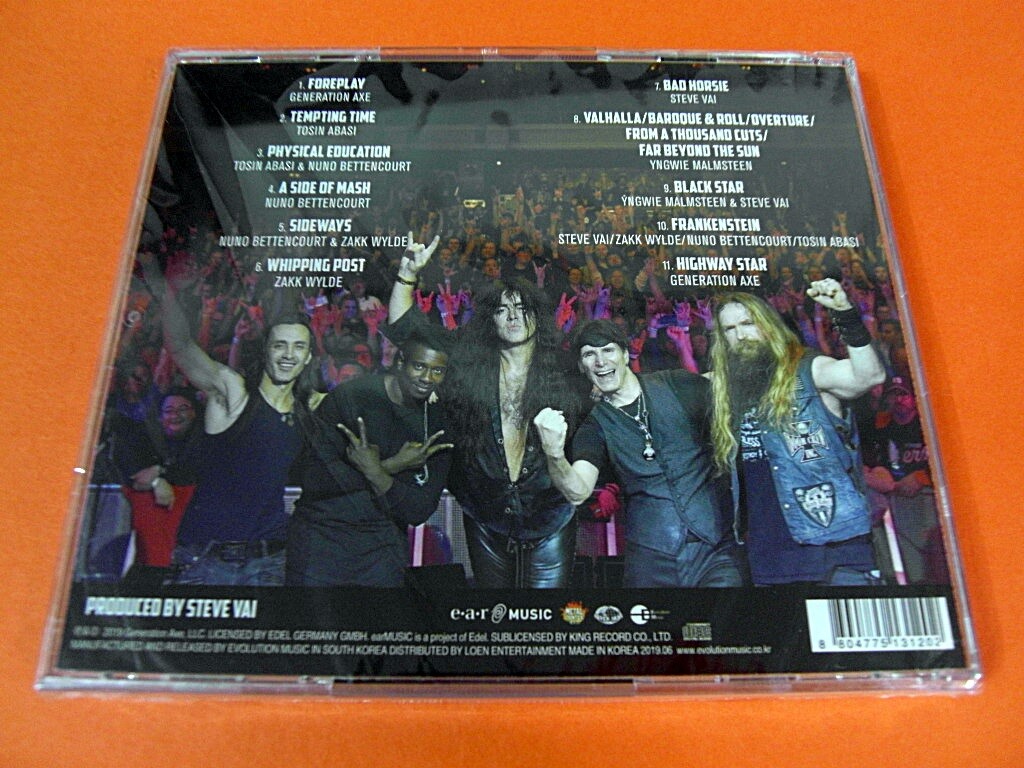 1. FOREPLAY
GENERATION AXE
2. TEMPTING TIME
TOSIN ABASI
3. PHYSICAL EDUCATION
TOSIN ABASI & NUNO BETTENCOURT
4. A SIDE OF MASH
NUNO BETTENCOURT
5. SIDEWAYS
NUNO BETTENCOURT & ZAKK WYLDE
6. WHIPPING POST
ZAKK WYLDE
7. BAD HORSIE
STEVE VAI
8. VALHALLA/BAROQUE & ROLL/OVERTURE/
FROM A THOUSAND CUTS/
FAR BEYOND THE SUN
YNGWIE MALMSTEEN
9. BLACK STAR
YNGWIE MALMSTEEN & STEVE VAI
10. FRANKENSTEIN
STEVE VAI/ZAKK WYLDE/NUNO BETTENCOURT/TOSIN ABASI
11. HIGHWAY STAR
GENERATION AXE
PRODUCED BY STEVE VAI
e·a·r MUSIC
2019 Generation Axe, LLC. LICENSED BY EDEL GERMANY GMBH. earMUSIC is a project of Edel. SUBLICENSED BY KING RECORD CO., LTD.
MANUFACTURED AND RELEASED BY EVOLUTION MUSIC IN SOUTH KOREA DISTRIBUTED BY LOEN ENTERTAINMENT MADE IN KOREA 2019.06 www.evolutionmusic.co.kr
8 804775 131202